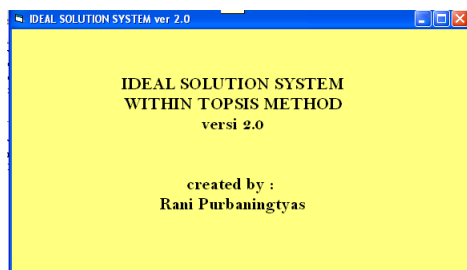 IDEAL SOLUTION SYSTEM ver 2.0
IDEAL SOLUTION SYSTEM
WITHIN TOPSIS METHOD
versi 2.0
created by :
Rani Purbaningtyas